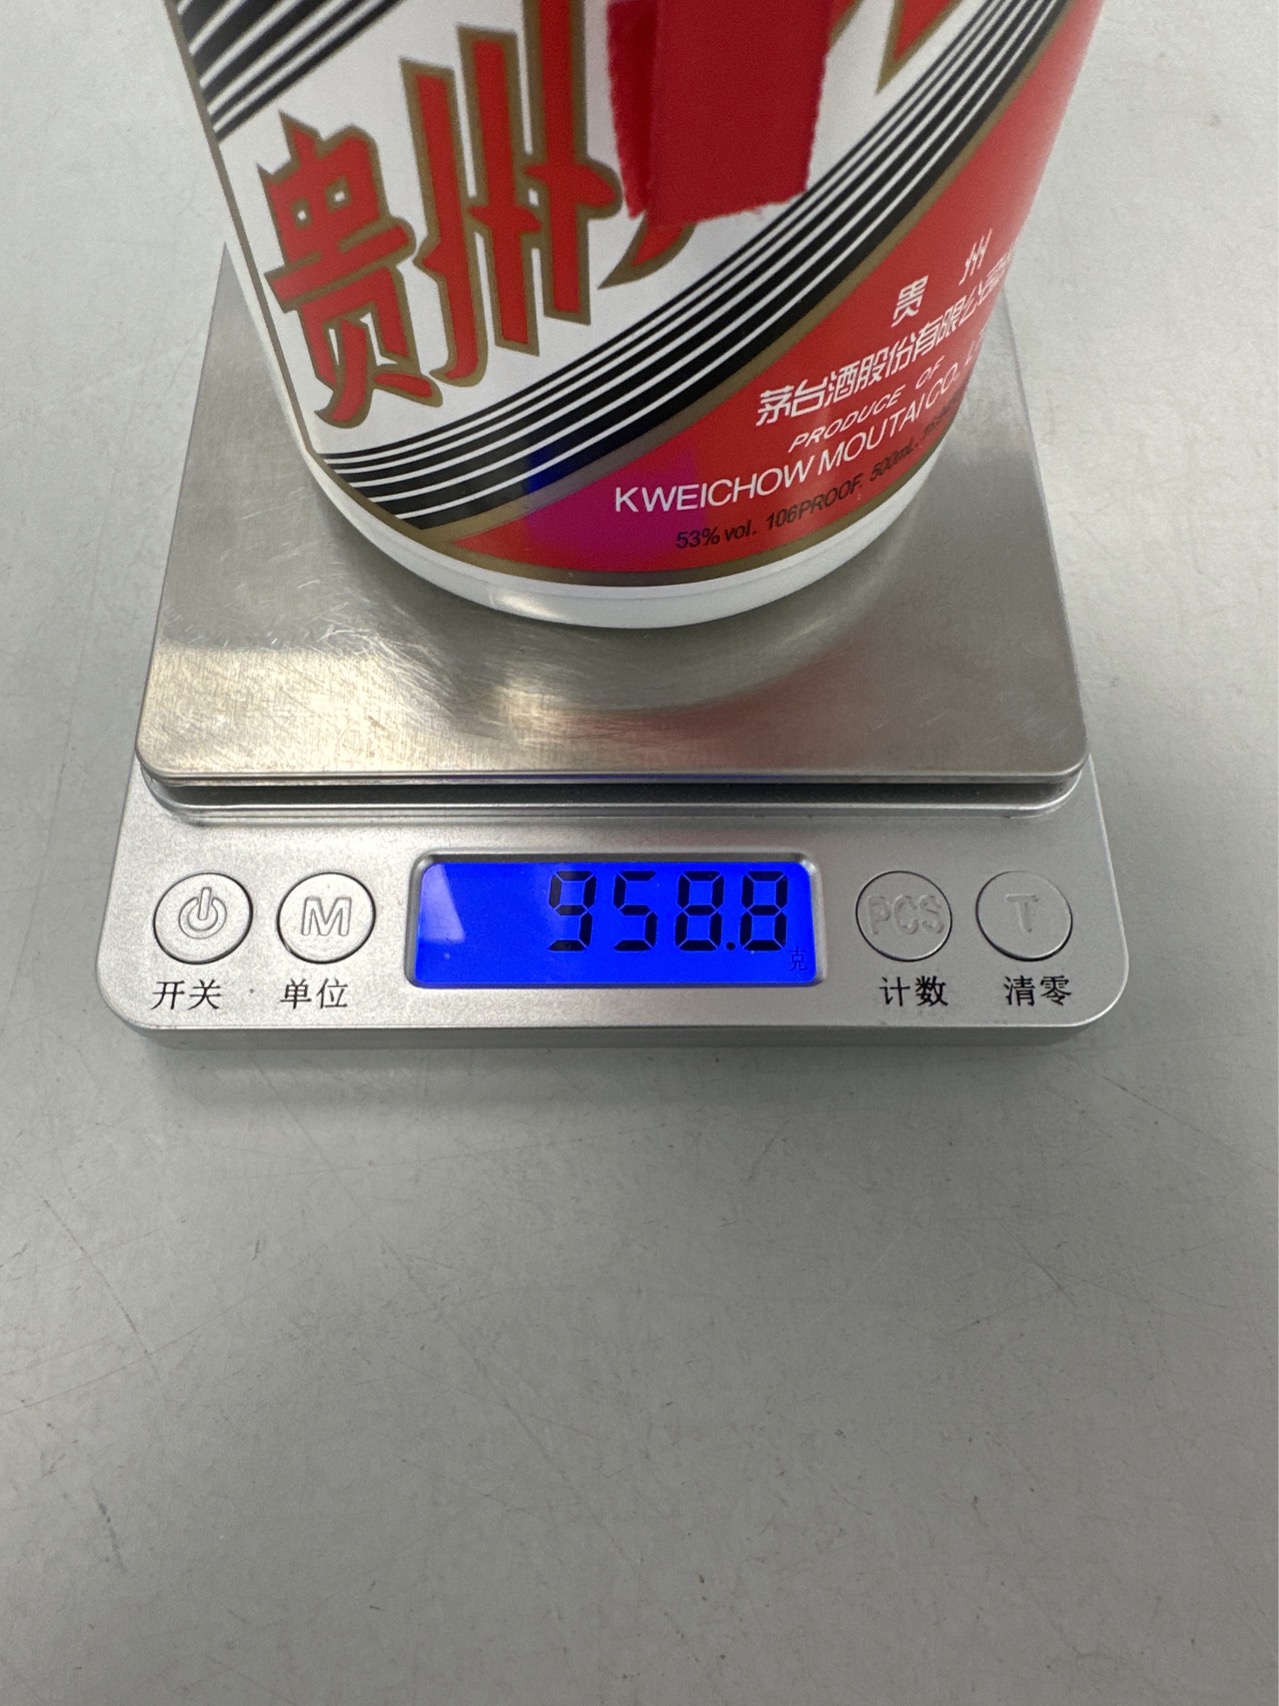 贵州
贵州
茅台酒股份有限公司
PRODUCE OF
KWEICHOW MOUTAI CO.
53% vol. 106PROOF. 500mL.
958.8
克
M
PCS
T
开关
单位
计数
清零